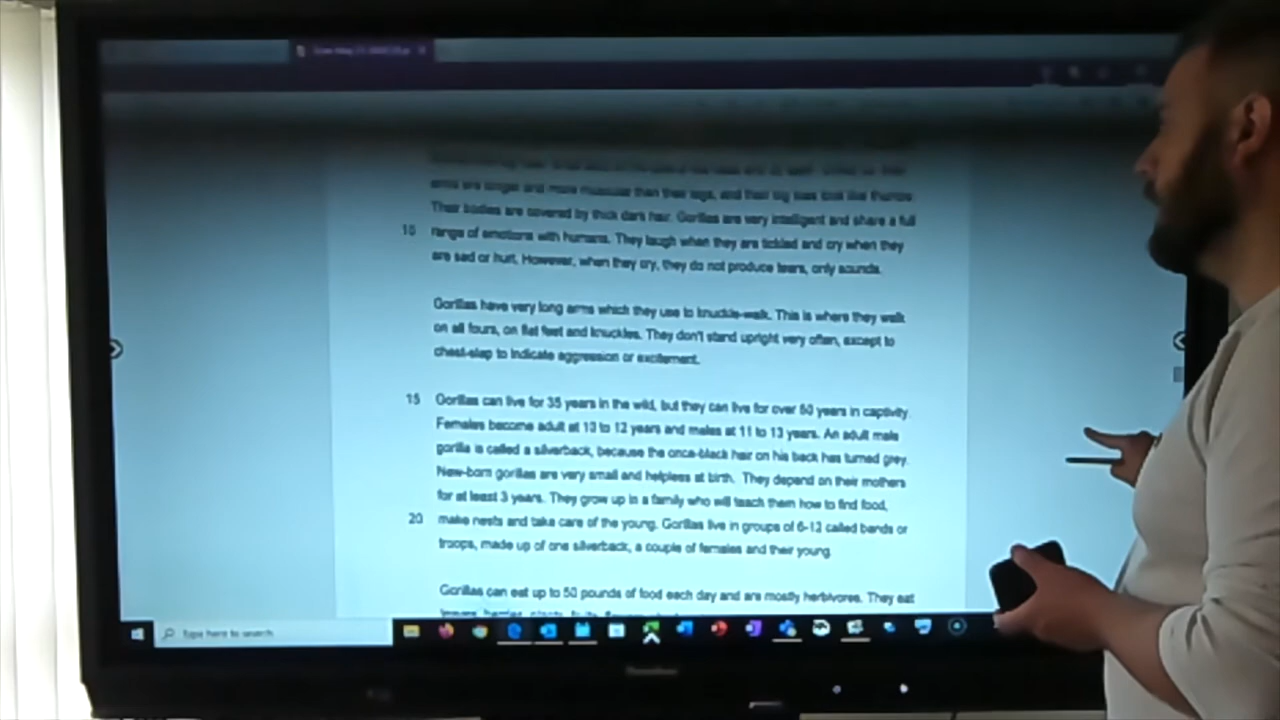 arms are longer and more muscular than their legs, and their big toes look like thumbs.
Their bodies are covered by thick dark hair. Gorillas are very intelligent and share a full
10 range of emotions with humans. They laugh when they are tickled and cry when they
are sad or hurt. However, when they cry, they do not produce tears, only sounds.
Gorillas have very long arms which they use to knuckle-walk. This is where they walk
on all fours, on flat feet and knuckles. They don't stand upright very often, except to
chest-slap to indicate aggression or excitement.
15 Gorillas can live for 35 years in the wild, but they can live for over 50 years in captivity.
Females become adult at 10 to 12 years and males at 11 to 13 years. An adult male
gorilla is called a silverback, because the once-black hair on his back has turned grey.
New-born gorillas are very small and helpless at birth. They depend on their mothers
for at least 3 years. They grow up in a family who will teach them how to find food,
20 make nests and take care of the young. Gorillas live in groups of 6-12 called bands or
troops, made up of one silverback, a couple of females and their young.
Gorillas can eat up to 50 pounds of food each day and are mostly herbivores. They eat
Type here to search